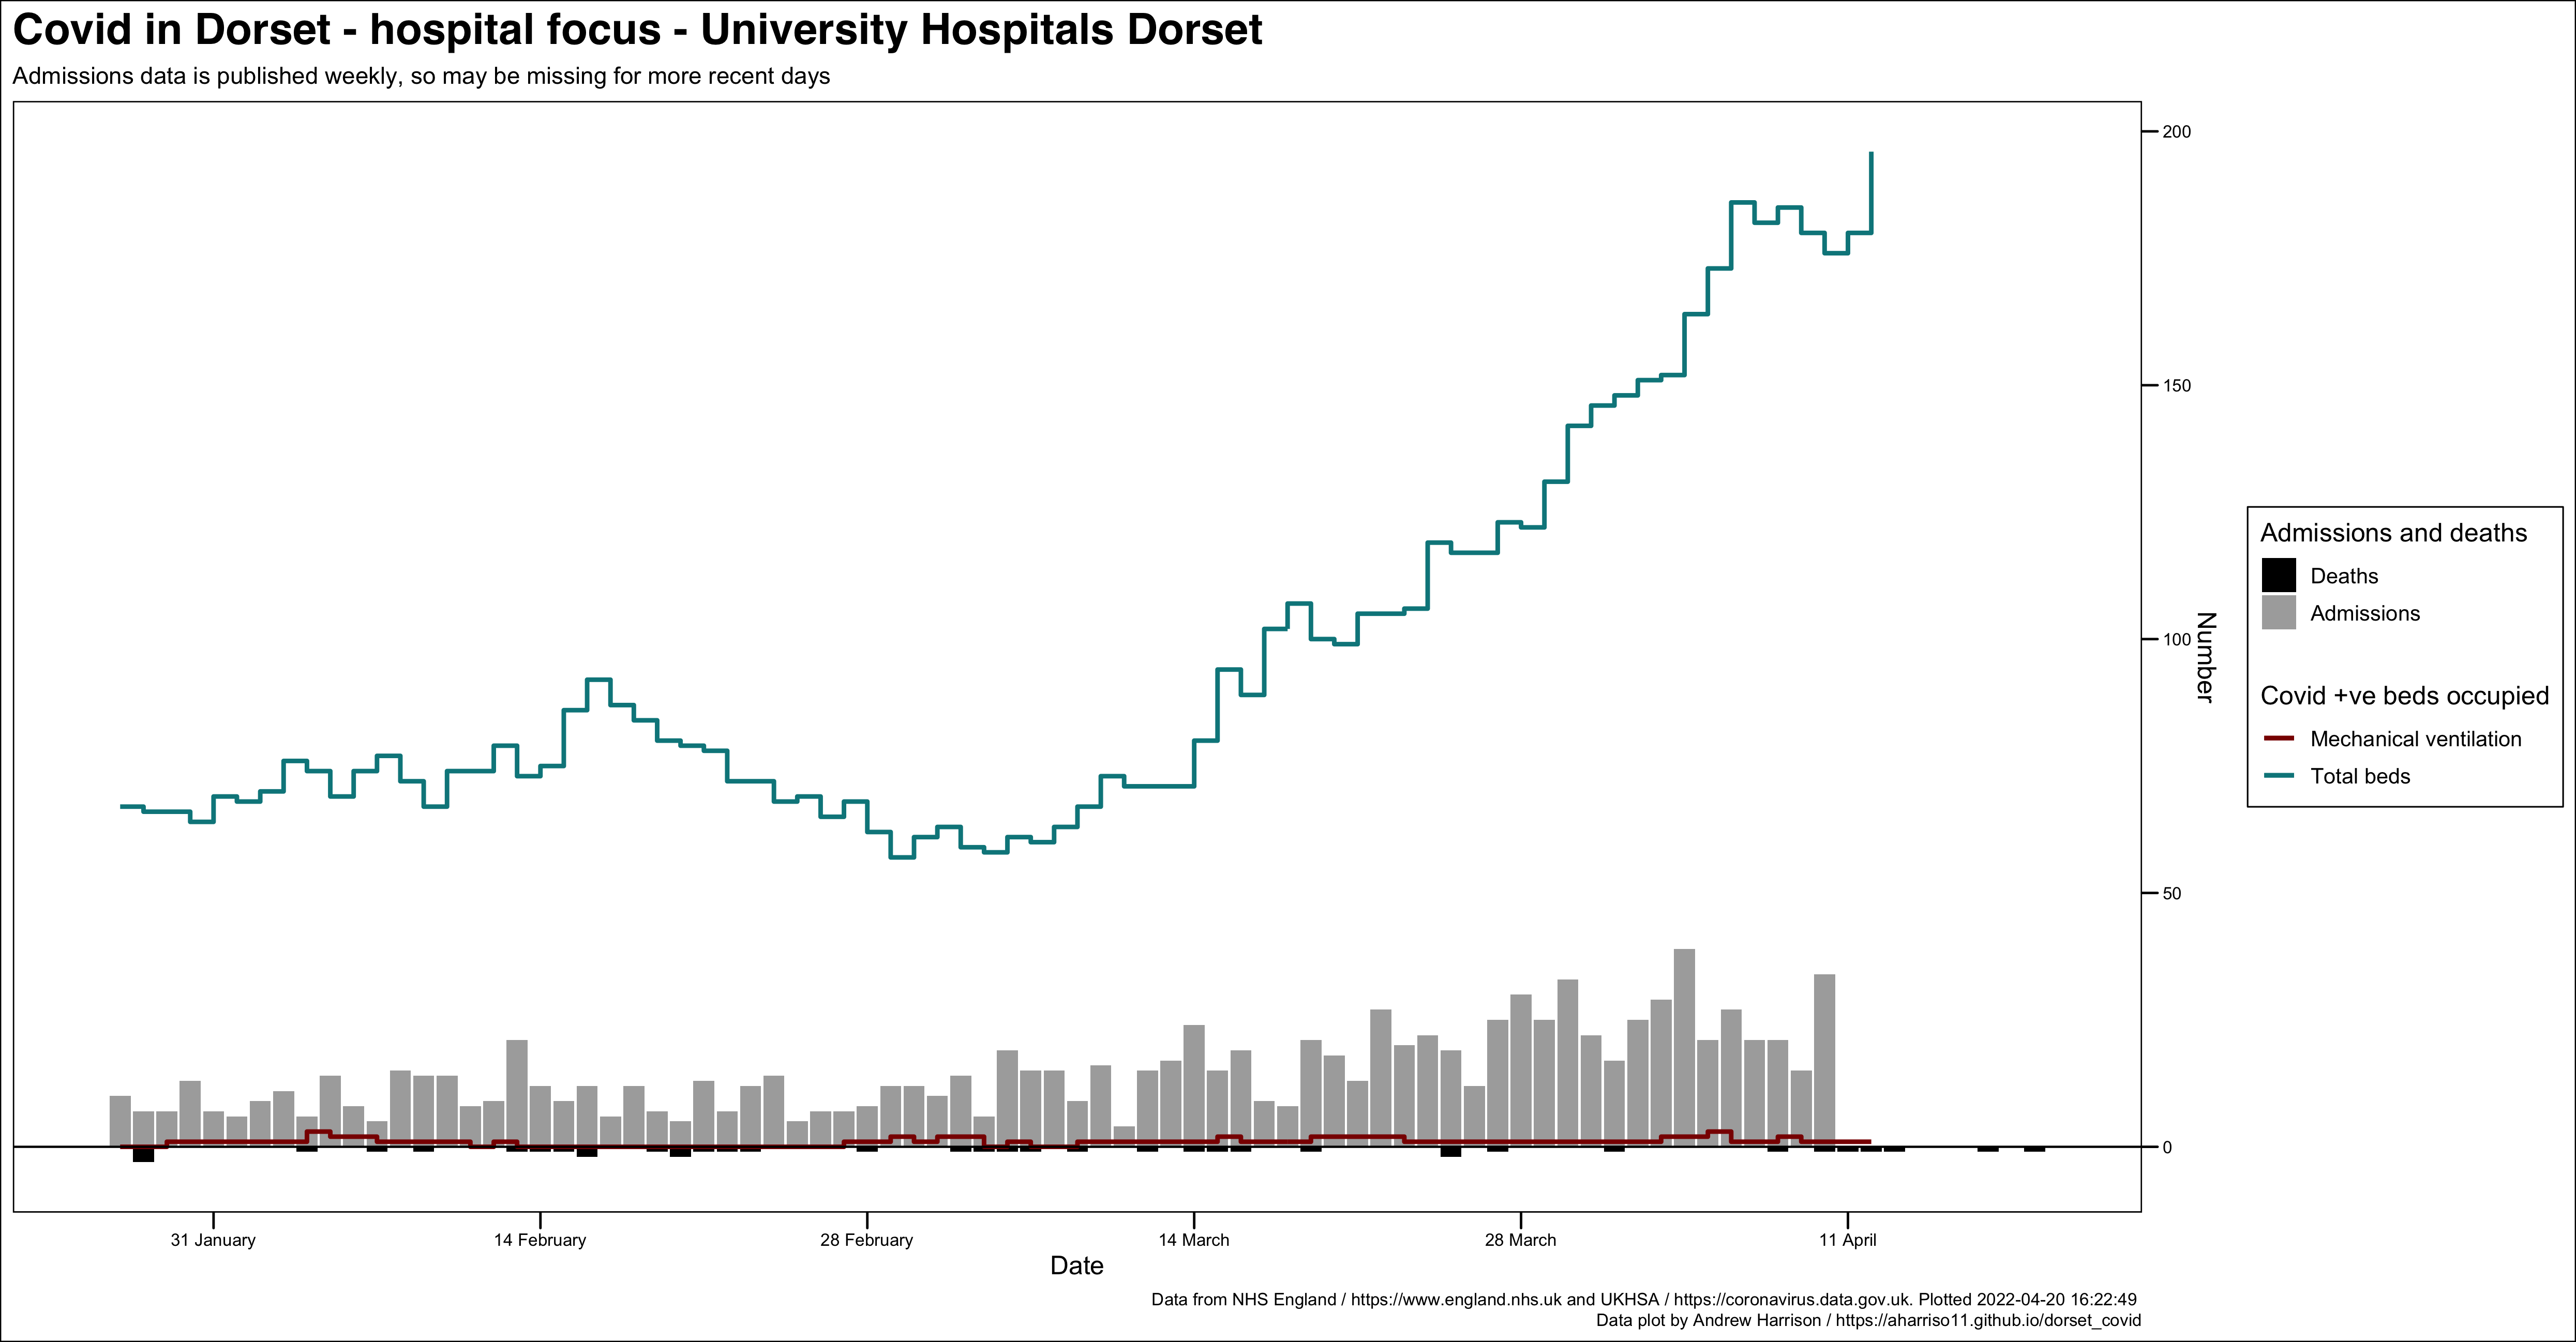 Covid in Dorset - hospital focus - University Hospitals Dorset
Admissions data is published weekly, so may be missing for more recent days
200
150
100
50
0
Number
Admissions and deaths
Deaths
Admissions
Covid +ve beds occupied
Mechanical ventilation
Total beds
31 January
14 February
28 February
14 March
28 March
11 April
Date
Data from NHS England / https://www.england.nhs.uk and UKHSA / https://coronavirus.data.gov.uk. Plotted 2022-04-20 16:22:49
Data plot by Andrew Harrison / https://aharriso11.github.io/dorset_covid